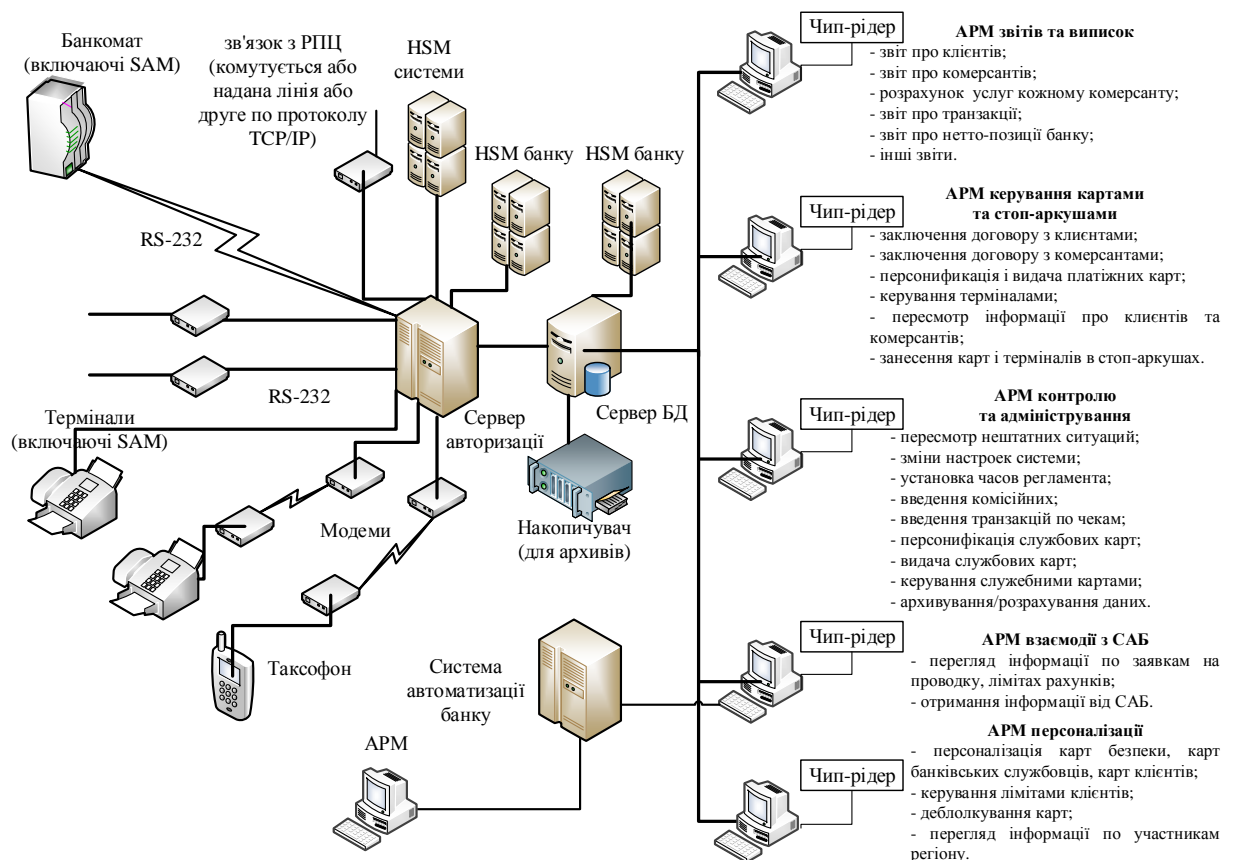 Банкомат
(включаючі SAM)
зв'язок з РПЦ
(комутується або
надана лінія або
друге по протоколу
TCP/IP)
HSM
системи
HSM банку
HSM банку
RS-232
RS-232
Термінали
(включаючі SAM)
Сервер
авторизації
Сервер БД
Модеми
Накопичувач
(для архивів)
Таксофон
Система
автоматизації
банку
АРМ
Чип-рідер
АРМ звітів та виписок
- звіт про клієнтів;
- звіт про комерсантів;
- розрахунок услуг кожному комерсанту;
- звіт про транзакції;
- звіт про нетто-позиції банку;
- інші звіти.
Чип-рідер
АРМ керування картами
та стоп-аркушами
- заключення договору з клиєнтами;
- заключення договору з комерсантами;
- персонификація і видача платіжних карт;
- керування терміналами;
- пересмотр інформації про клиєнтів та
комерсантів;
- занесення карт і терміналів в стоп-аркушах.
Чип-рідер
АРМ контролю
та адміністрування
- пересмотр нештатних ситуаций;
- зміни настроек системи;
- установка часов регламента;
- введення комісійних;
- введення транзакцій по чекам;
- персонифікація службових карт;
- видача службових карт;
- керування служебними картами;
- архивування/розрахування даних.
Чип-рідер
АРМ взаємодії з САБ
- перегляд інформації по заявкам на
проводку, лімітах рахунків;
- отримання інформації від САБ.
Чип-рідер
АРМ персоналізації
- персоналізація карт безпеки, карт
банківських службовців, карт клієнтів;
- керування лімітами клієнтів;
- деблолкування карт;
- перегляд інформації по участникам
регіону.